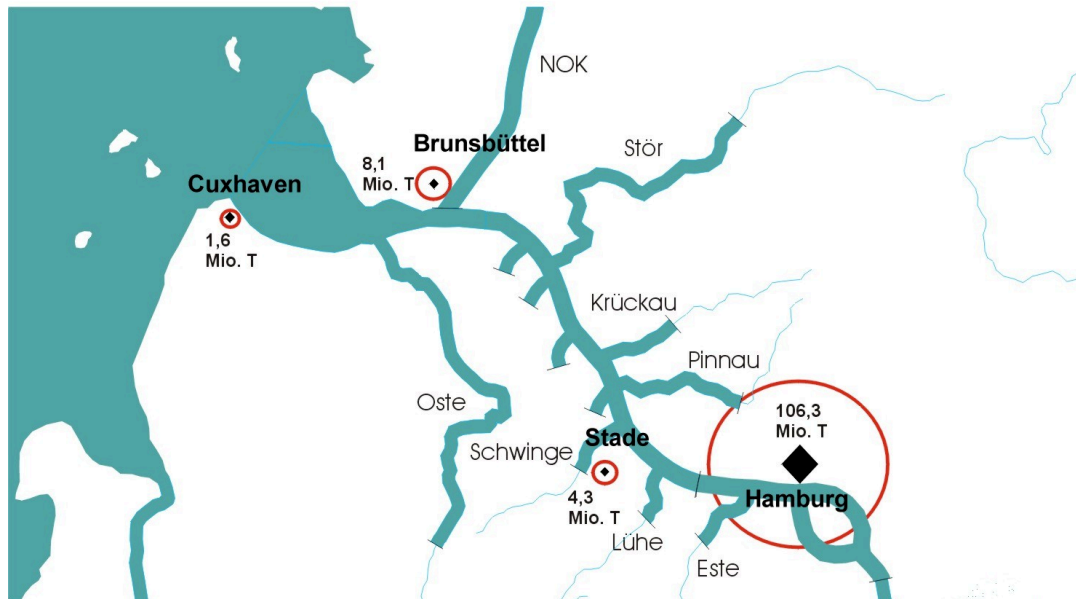 NOK
Brunsbüttel
Stör
8,1
Mio. T
Cuxhaven
1,6
Mio. T
Krückau
Pinnau
Oste
106,3
Mio. T
Stade
Schwinge
4,3
Mio. T
Hamburg
Lühe
Este